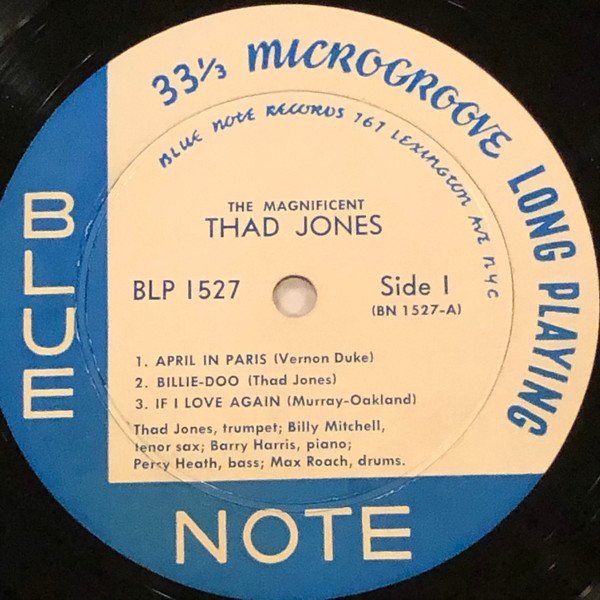 33⅓ MICROGROOVE LONG PLAYING
BLUE NOTE RECORDS 767 LEXINGTON AVE NYC
THE MAGNIFICENT
THAD JONES
BLP 1527
Side 1
(BN 1527-A)
1. APRIL IN PARIS (Vernon Duke)
2. BILLIE-DOO (Thad Jones)
3. IF I LOVE AGAIN (Murray-Oakland)
Thad Jones, trumpet; Billy Mitchell,
tenor sax; Barry Harris, piano;
Percy Heath, bass; Max Roach, drums.
BLUE
NOTE